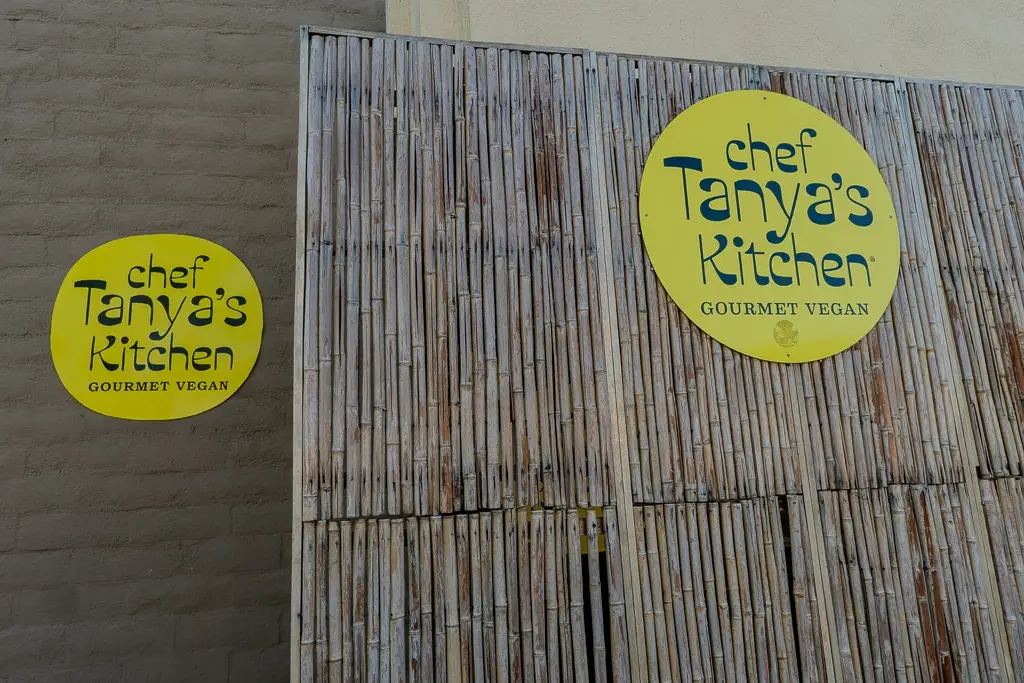 chef
Tanya's
Kitchen
GOURMET VEGAN
chef
Tanya's
Kitchen®
GOURMET VEGAN